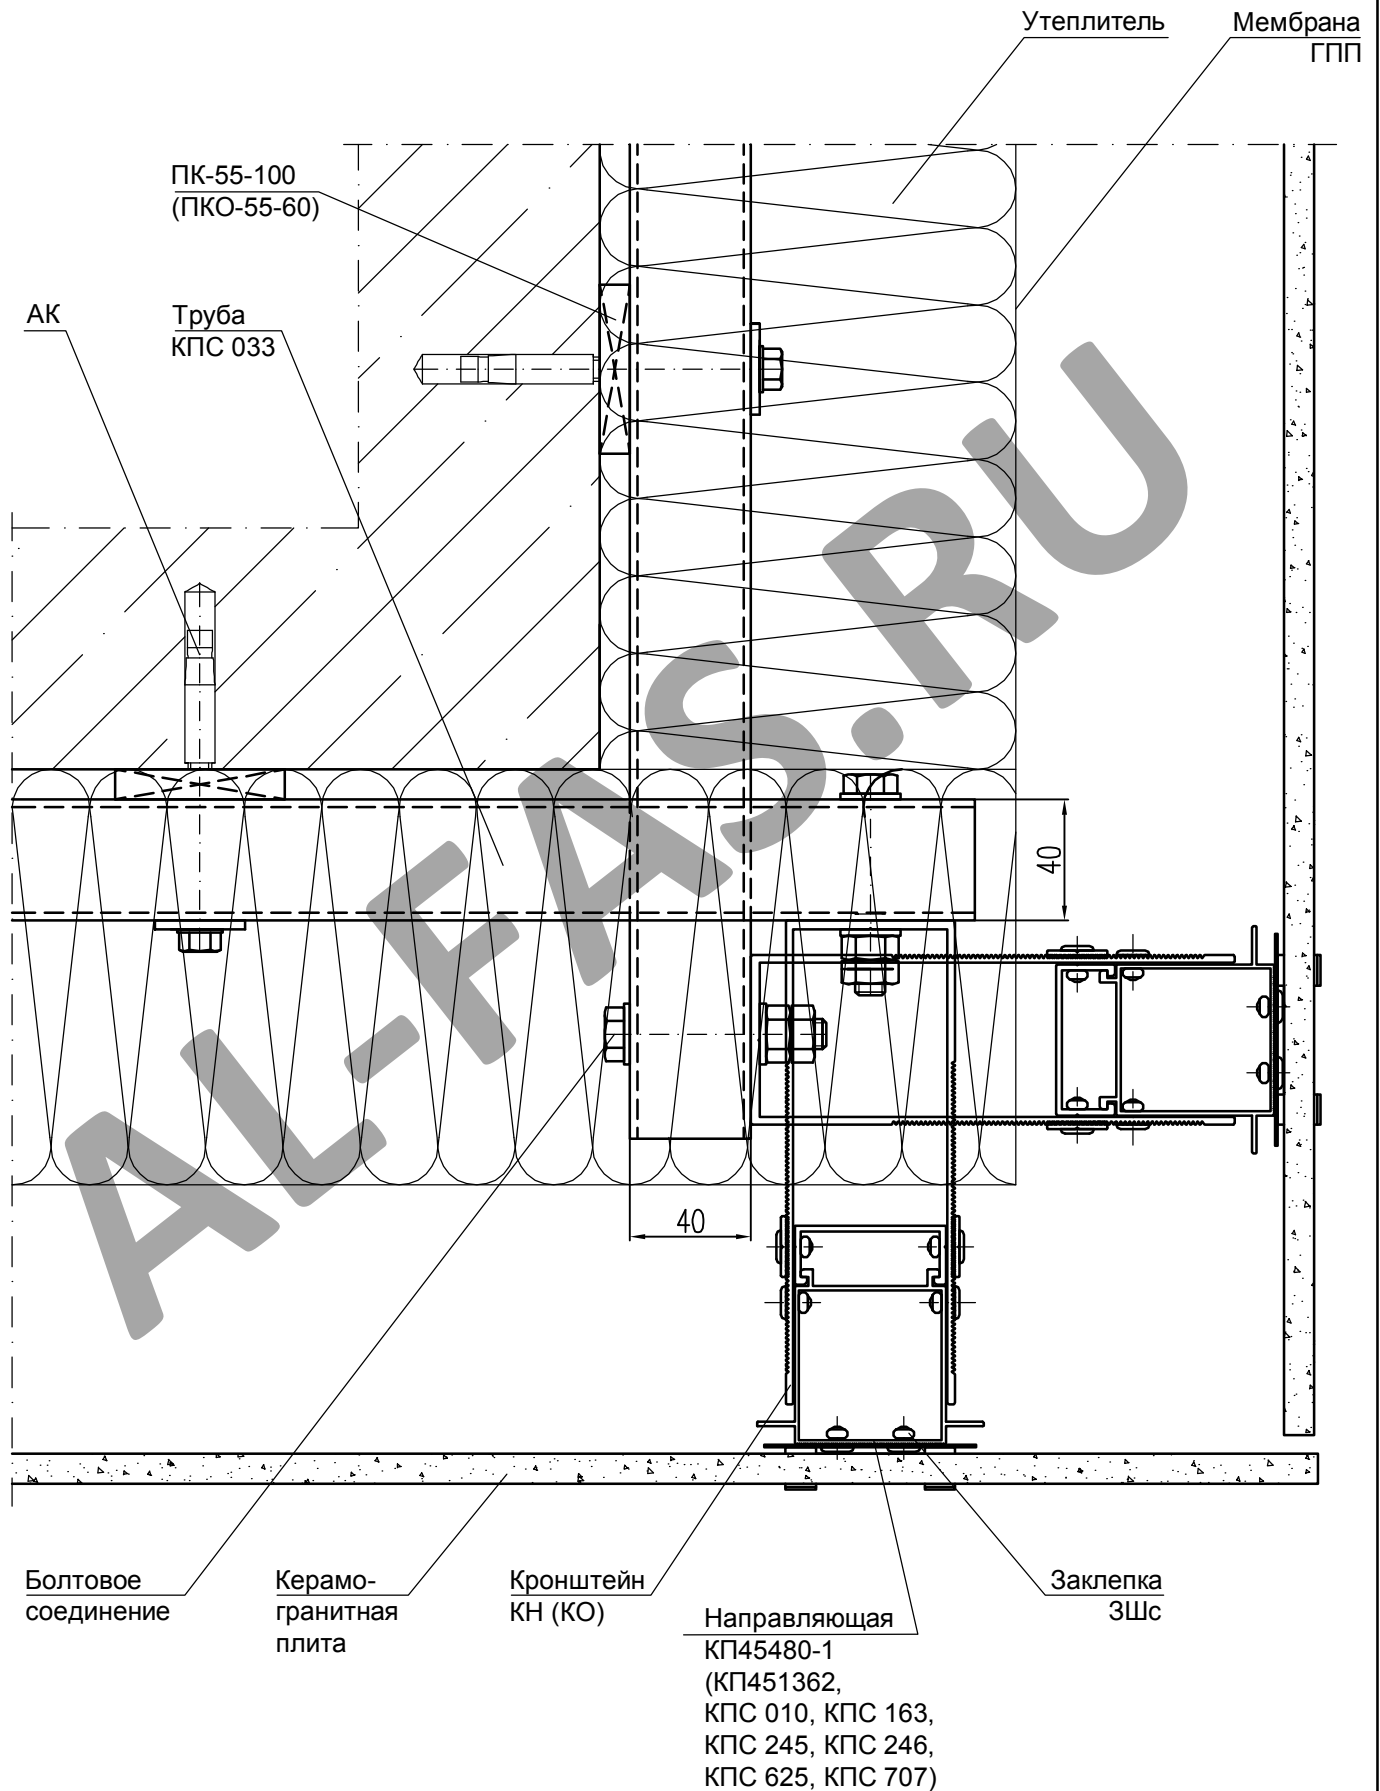 Утеплитель
Мембрана
ГПП
ПК-55-100
(ПКО-55-60)
АК
Труба
КПС 033
40
40
AL-FAS.RU
Болтовое
соединение
Керамо-
гранитная
плита
Кронштейн
КН (КО)
Направляющая
КП45480-1
(КП451362,
КПС 010, КПС 163,
КПС 245, КПС 246,
КПС 625, КПС 707)
Заклепка
ЗШс